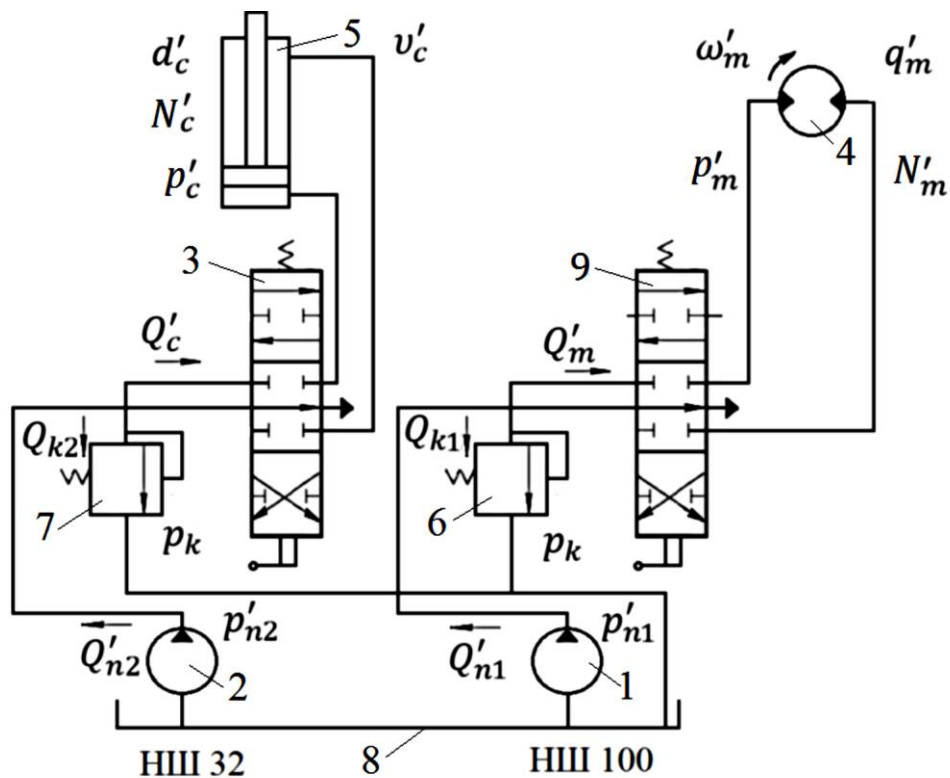 5
d′c
υ′c
ω′m
q′m
N′c
4
p′c
p′m
N′m
3
9
Q′c
Q′m
Qk2
Qk1
7
pk
6
pk
p′n2
p′n1
Q′n2
2
Q′n1
1
НШ 32
8
НШ 100